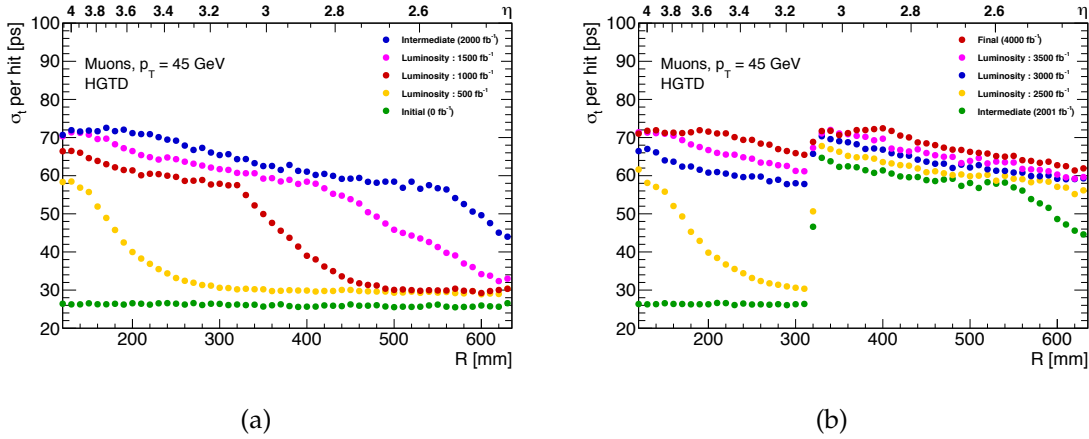 4 3.8 3.6 3.4 3.2 3 2.8 2.6 η
σt per hit [ps]
100
90
80
70
60
50
40
30
20
Muons, pT = 45 GeV
HGTD
Intermediate (2000 fb-1)
Luminosity : 1500 fb-1
Luminosity : 1000 fb-1
Luminosity : 500 fb-1
Initial (0 fb-1)
200 300 400 500 600
R [mm]
(a)
4 3.8 3.6 3.4 3.2 3 2.8 2.6 η
σt per hit [ps]
100
90
80
70
60
50
40
30
20
Muons, pT = 45 GeV
HGTD
Final (4000 fb-1)
Luminosity : 3500 fb-1
Luminosity : 3000 fb-1
Luminosity : 2500 fb-1
Intermediate (2001 fb-1)
200 300 400 500 600
R [mm]
(b)